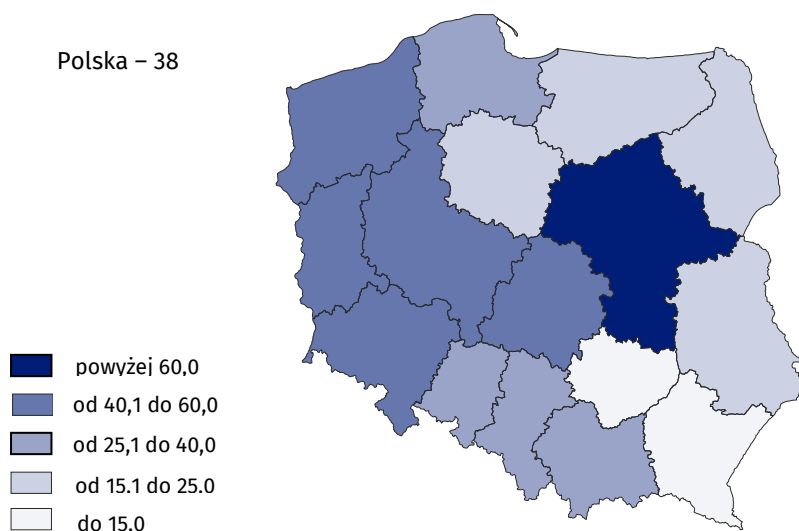 Polska – 38
powyżej 60,0
od 40,1 do 60,0
od 25,1 do 40,0
od 15.1 do 25.0
do 15.0